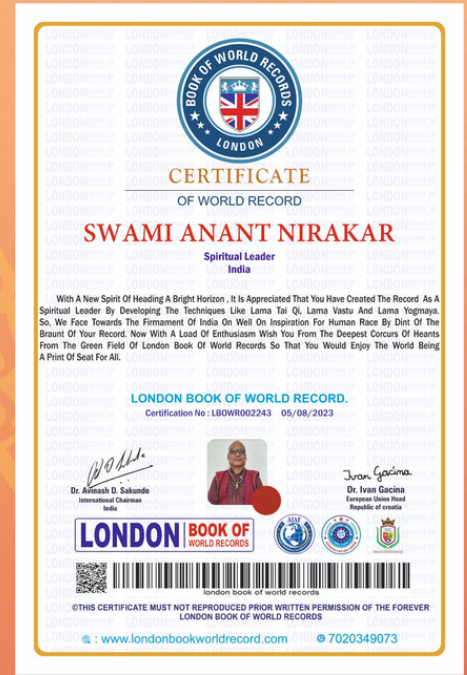 BOOK OF WORLD RECORDS
LONDON
CERTIFICATE
OF WORLD RECORD
SWAMI ANANT NIRAKAR
Spiritual Leader
India
With A New Spirit Of Heading A Bright Horizon , It Is Appreciated That You Have Created The Record As A
Spiritual Leader By Developing The Techniques Like Lama Tai Qi, Lama Vastu And Lama Yogmaya.
So, We Face Towards The Firmament Of India On Well On Inspiration For Human Race By Dint Of The
Braunt Of Your Record. Now With A Load Of Enthusiasm Wish You From The Deepest Corcurs Of Heants
From The Green Field Of London Book Of World Records So That You Would Enjoy The World Being
A Print Of Seat For All.
LONDON BOOK OF WORLD RECORD.
Certification No : LBOWR002243 05/08/2023
Dr. Avinash D. Sakunde
International Chairman
India
Ivan Gacina
Dr. Ivan Gacina
European Union Head
Republic of croatia
LONDON BOOK OF
WORLD RECORDS
london book of world records
©THIS CERTIFICATE MUST NOT REPRODUCED PRIOR WRITTEN PERMISSION OF THE FOREVER
LONDON BOOK OF WORLD RECORDS
: www.londonbookworldrecord.com 7020349073